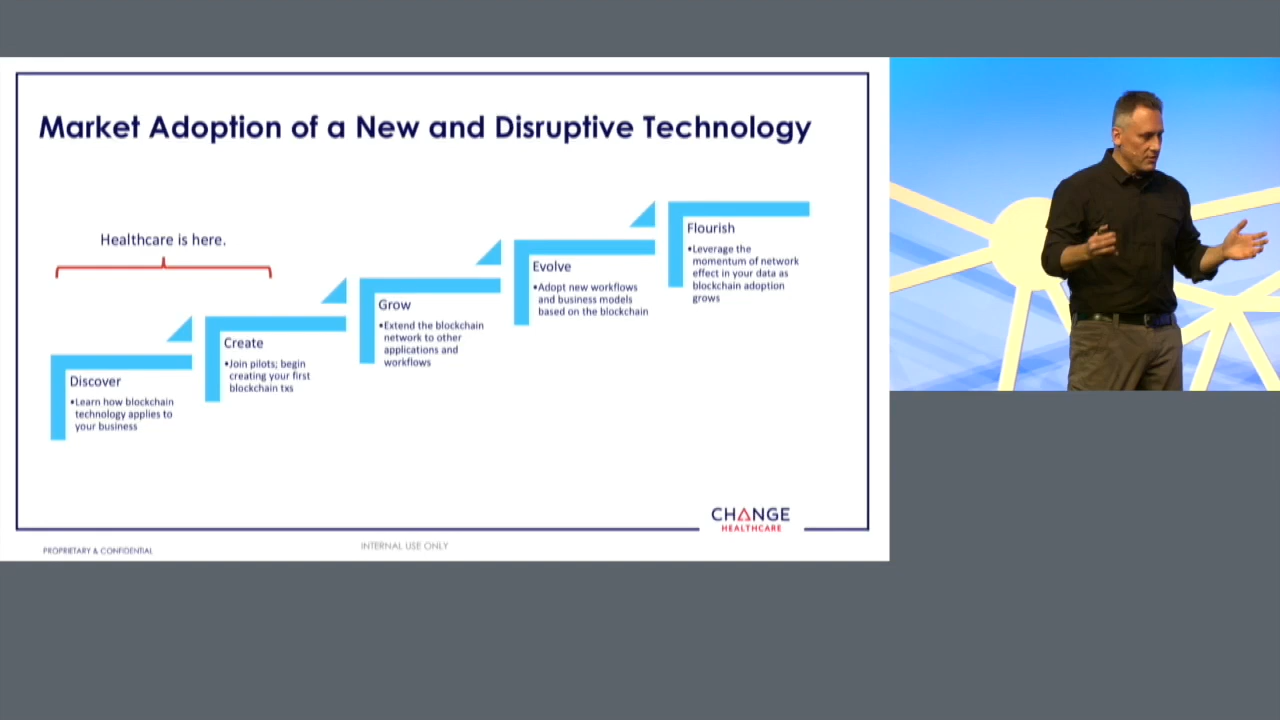 Market Adoption of a New and Disruptive Technology
Healthcare is here.
Discover
•Learn how blockchain
technology applies to
your business
Create
•Join pilots; begin
creating your first
blockchain txs
Grow
•Extend the blockchain
network to other
applications and
workflows
Evolve
•Adopt new workflows
and business models
based on the blockchain
Flourish
•Leverage the
momentum of network
effect in your data as
blockchain adoption
grows
CHANGE
HEALTHCARE
PROPRIETARY & CONFIDENTIAL
INTERNAL USE ONLY